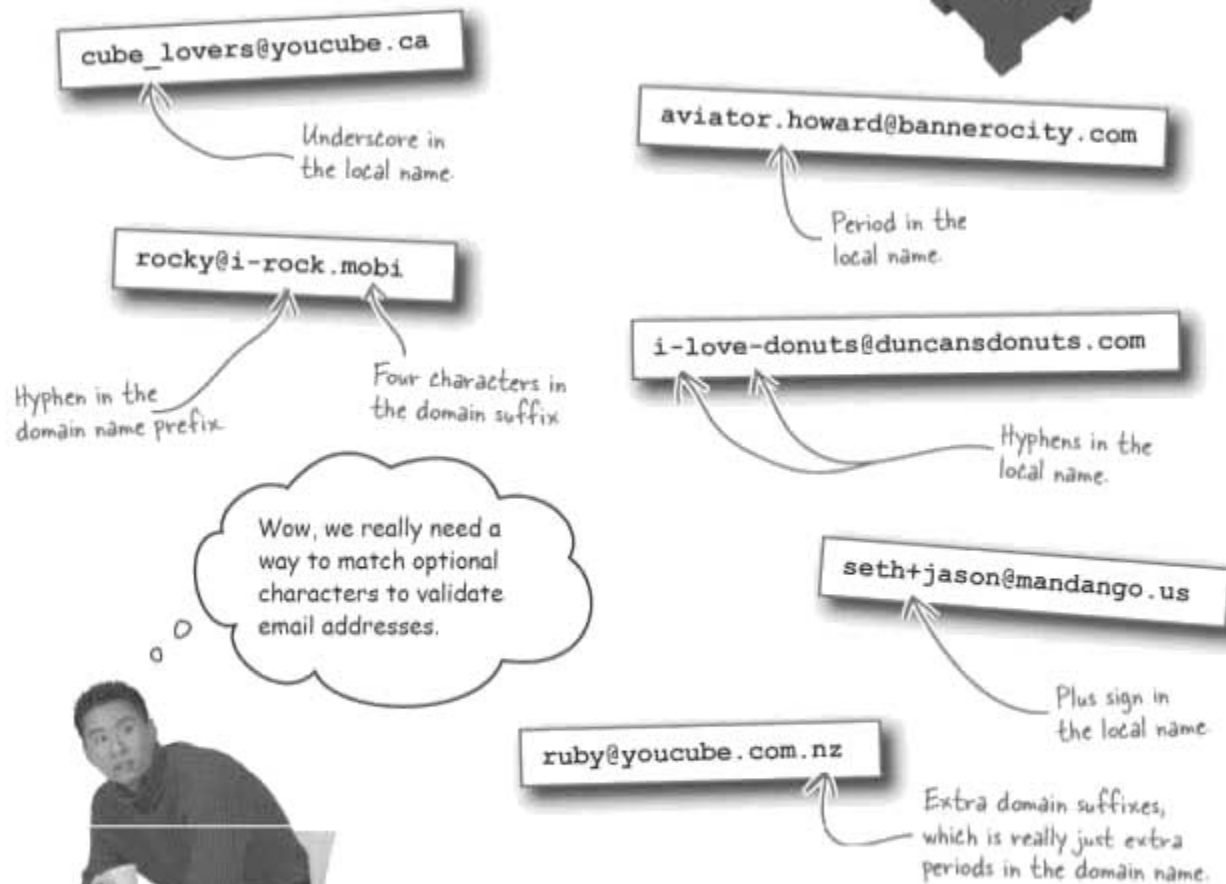 cube_lovers@youcube.ca
Underscore in
the local name.
aviator.howard@bannerocity.com
Period in the
local name.
rocky@i-rock.mobi
Hyphen in the
domain name prefix.
Four characters in
the domain suffix
i-love-donuts@duncansdonuts.com
Hyphens in the
local name.
Wow, we really need a
way to match optional
characters to validate
email addresses.
seth+jason@mandango.us
Plus sign in
the local name
ruby@youcube.com.nz
Extra domain suffixes,
which is really just extra
periods in the domain name.